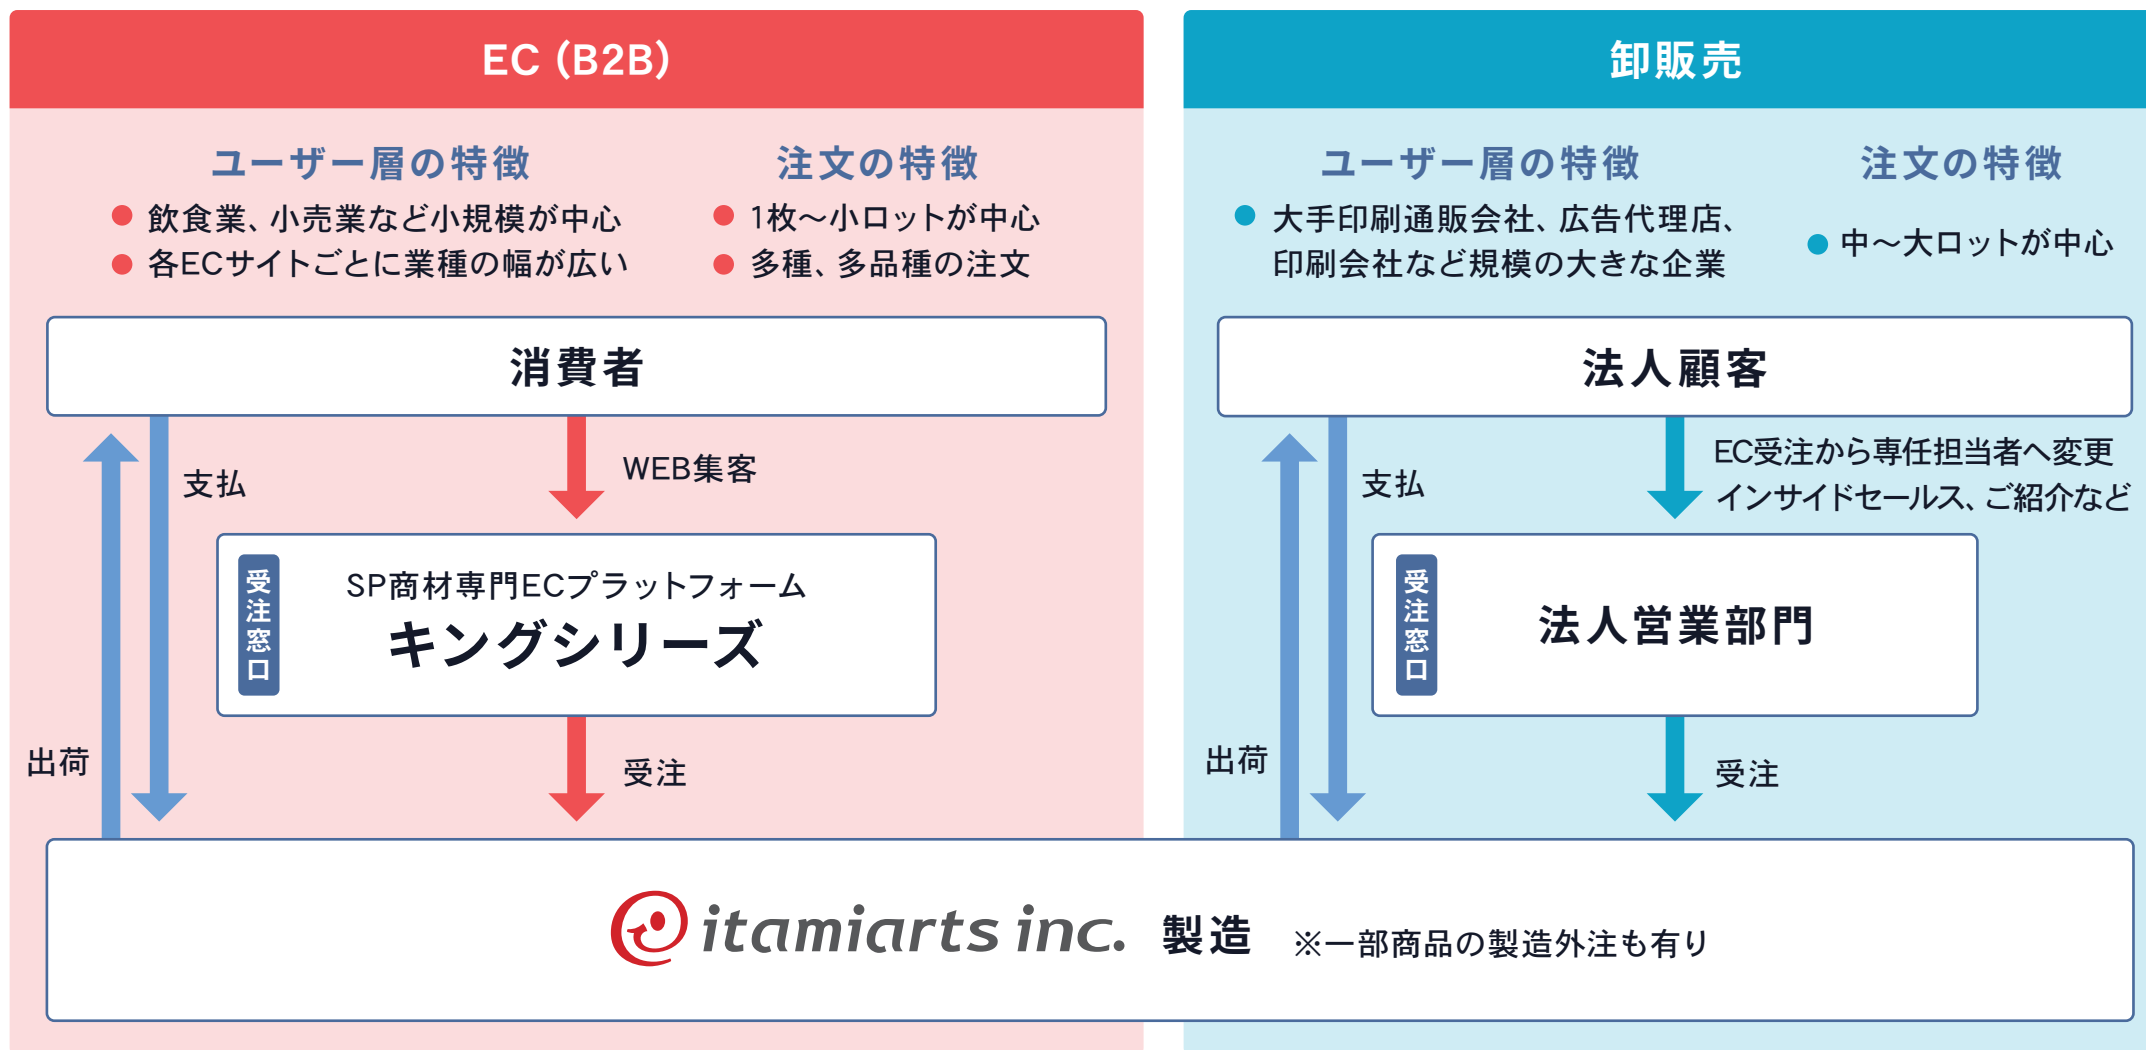 EC (B2B)
ユーザー層の特徴
飲食業、小売業など小規模が中心
各ECサイトごとに業種の幅が広い
注文の特徴
1枚〜小ロットが中心
多種、多品種の注文
消費者
支払
WEB集客
受注窓口
SP商材専門ECプラットフォーム
キングシリーズ
出荷
受注
卸販売
ユーザー層の特徴
大手印刷通販会社、広告代理店、
印刷会社など規模の大きな企業
注文の特徴
中〜大ロットが中心
法人顧客
支払
EC受注から専任担当者へ変更
インサイドセールス、ご紹介など
受注窓口
法人営業部門
出荷
受注
itamiarts inc. 製造 ※一部商品の製造外注も有り